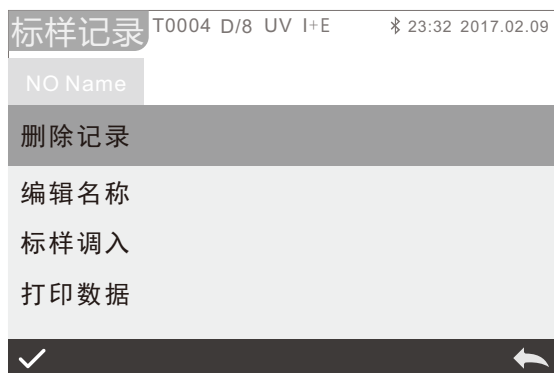 标样记录 T0004 D/8 UV I+E 23:32 2017.02.09
NO Name
删除记录
编辑名称
标样调入
打印数据